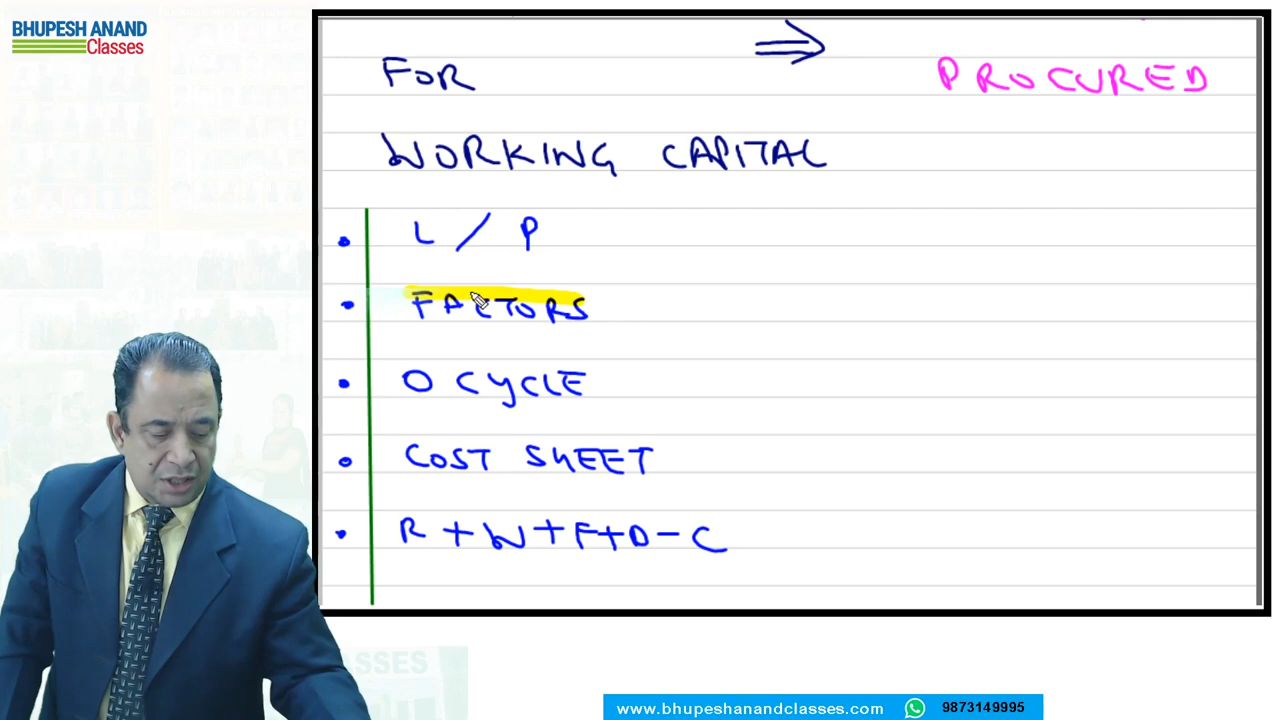 BHUPESH ANAND
Classes
FOR ⇒ PROCURED
WORKING CAPITAL
• L / P
• FACTORS
• O CYCLE
• COST SHEET
• R + W + F + D - C
www.bhupeshanandclasses.com 9873149995